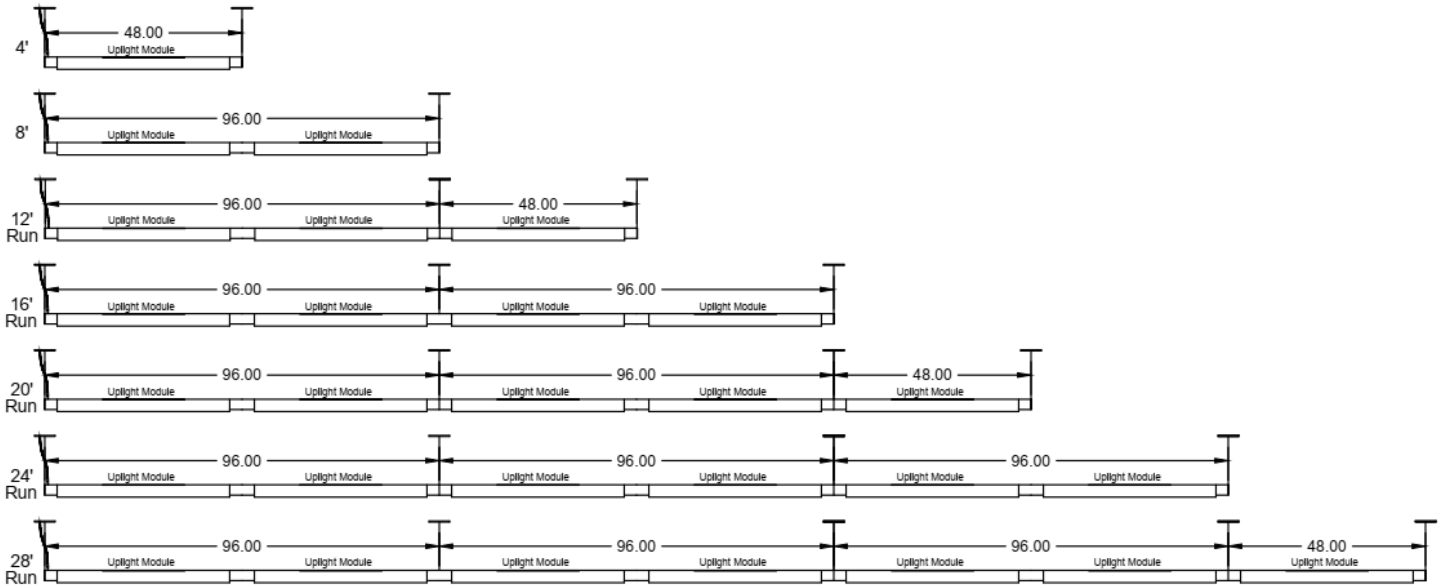 48.00
4'
Uplight Module
96.00
8'
Uplight Module Uplight Module
96.00 48.00
12'
Run
Uplight Module Uplight Module Uplight Module
96.00 96.00
16'
Run
Uplight Module Uplight Module Uplight Module Uplight Module
96.00 96.00 48.00
20'
Run
Uplight Module Uplight Module Uplight Module Uplight Module Uplight Module
96.00 96.00 96.00
24'
Run
Uplight Module Uplight Module Uplight Module Uplight Module Uplight Module Uplight Module
96.00 96.00 96.00 48.00
28'
Run
Uplight Module Uplight Module Uplight Module Uplight Module Uplight Module Uplight Module Uplight Module